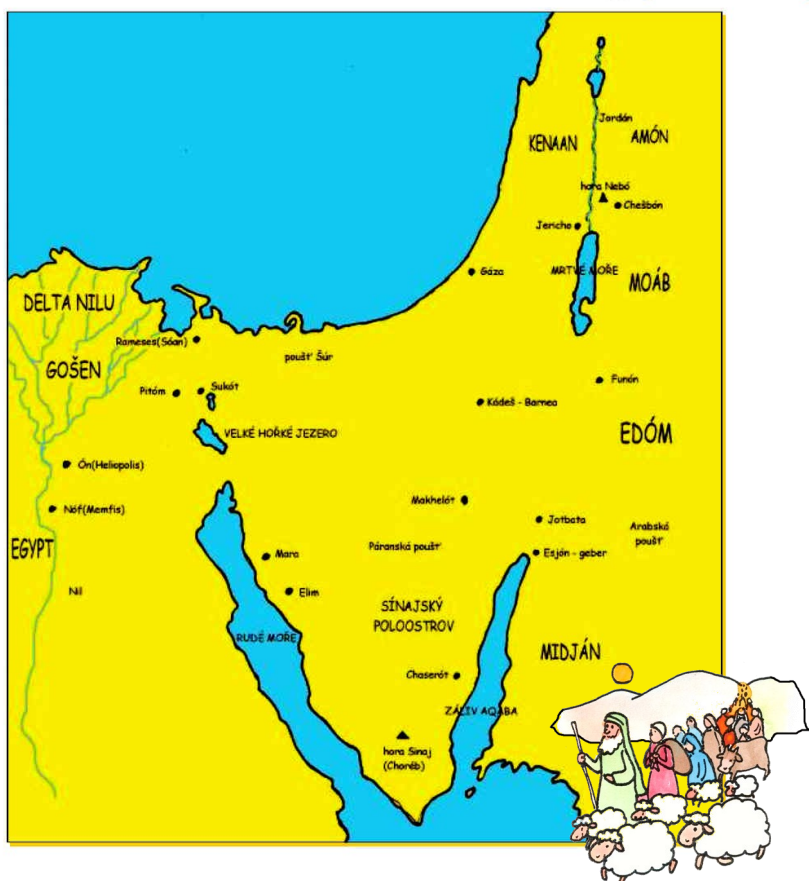 Jordán
KENAAN
AMÓN
hora Nebó
Chešbón
Jericho
Gáza
MRTVÉ MOŘE
MOÁB
DELTA NILU
Rameses(Sóan)
poušť Šúr
GOŠEN
Pitóm
Sukót
Funón
Kádeš - Barnea
VELKÉ HOŘKÉ JEZERO
EDÓM
Ón(Heliopolis)
Makhelót
Nóf(Memfis)
Jotbata
Arabská
poušť
EGYPT
Páranská poušť
Esjón - geber
Mara
Nil
Elim
SÍNAJSKÝ
POLOOSTROV
RUDÉ MOŘE
MIDJÁN
Chaserót
ZÁLIV AQABA
hora Sinaj
(Choréb)